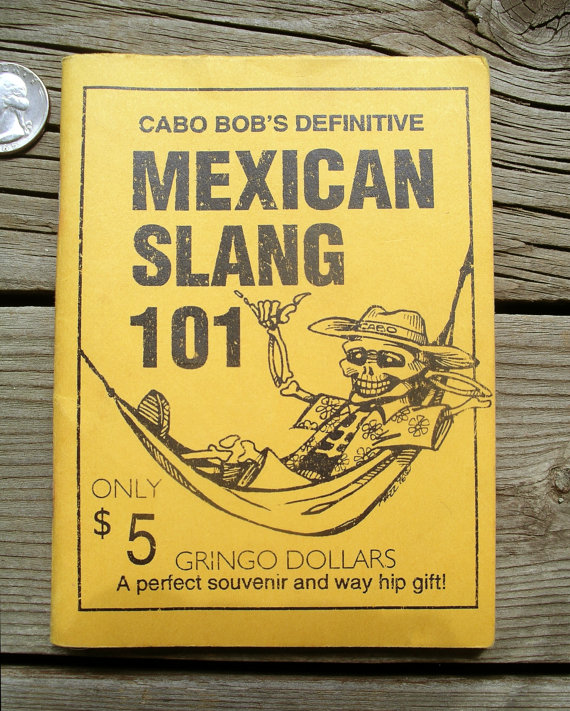 CABO BOB'S DEFINITIVE
MEXICAN
SLANG
101
CABO
ONLY
$5
GRINGO DOLLARS
A perfect souvenir and way hip gift!